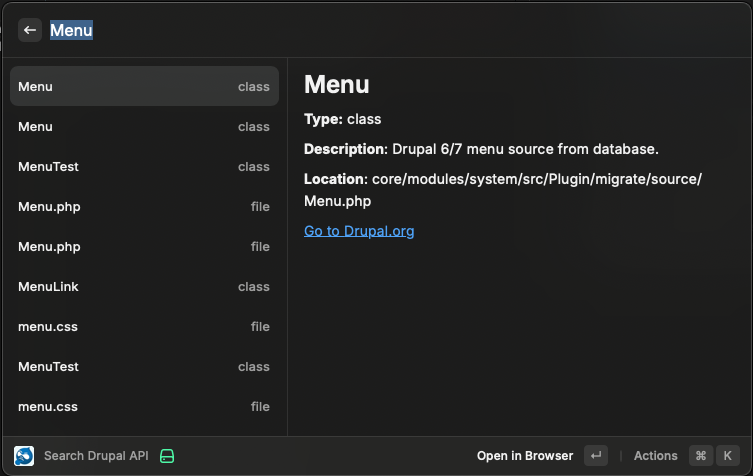 Menu
Menu class
Menu class
MenuTest class
Menu.php file
Menu.php file
MenuLink class
menu.css file
MenuTest class
menu.css file
Menu
Type: class
Description: Drupal 6/7 menu source from database.
Location: core/modules/system/src/Plugin/migrate/source/
Menu.php
Go to Drupal.org
Search Drupal API
Open in Browser ↵ | Actions ⌘ K